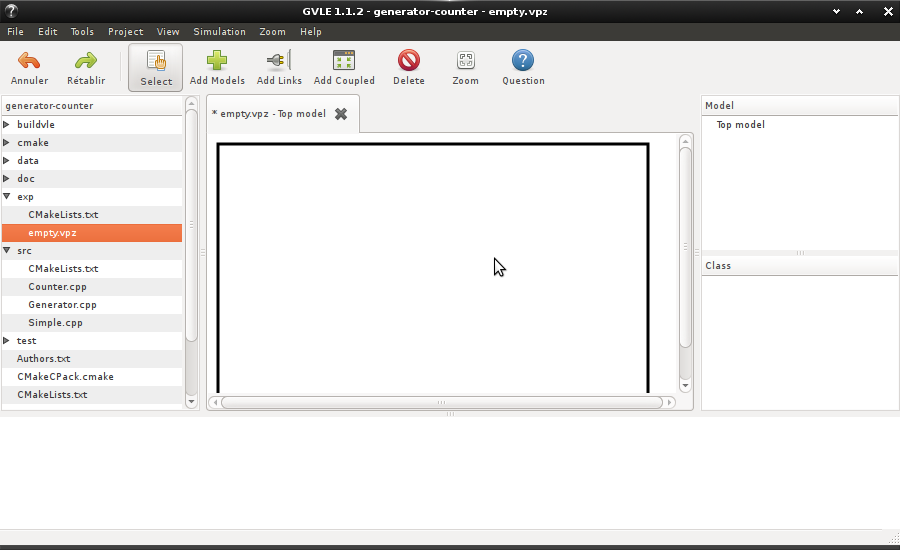 GVLE 1.1.2 - generator-counter - empty.vpz
File Edit Tools Project View Simulation Zoom Help
Annuler Rétablir Select Add Models Add Links Add Coupled Delete Zoom Question
generator-counter
buildvle
cmake
data
doc
exp
CMakeLists.txt
empty.vpz
src
CMakeLists.txt
Counter.cpp
Generator.cpp
Simple.cpp
test
Authors.txt
CMakeCPack.cmake
CMakeLists.txt
* empty.vpz - Top model
Model
Top model
Class